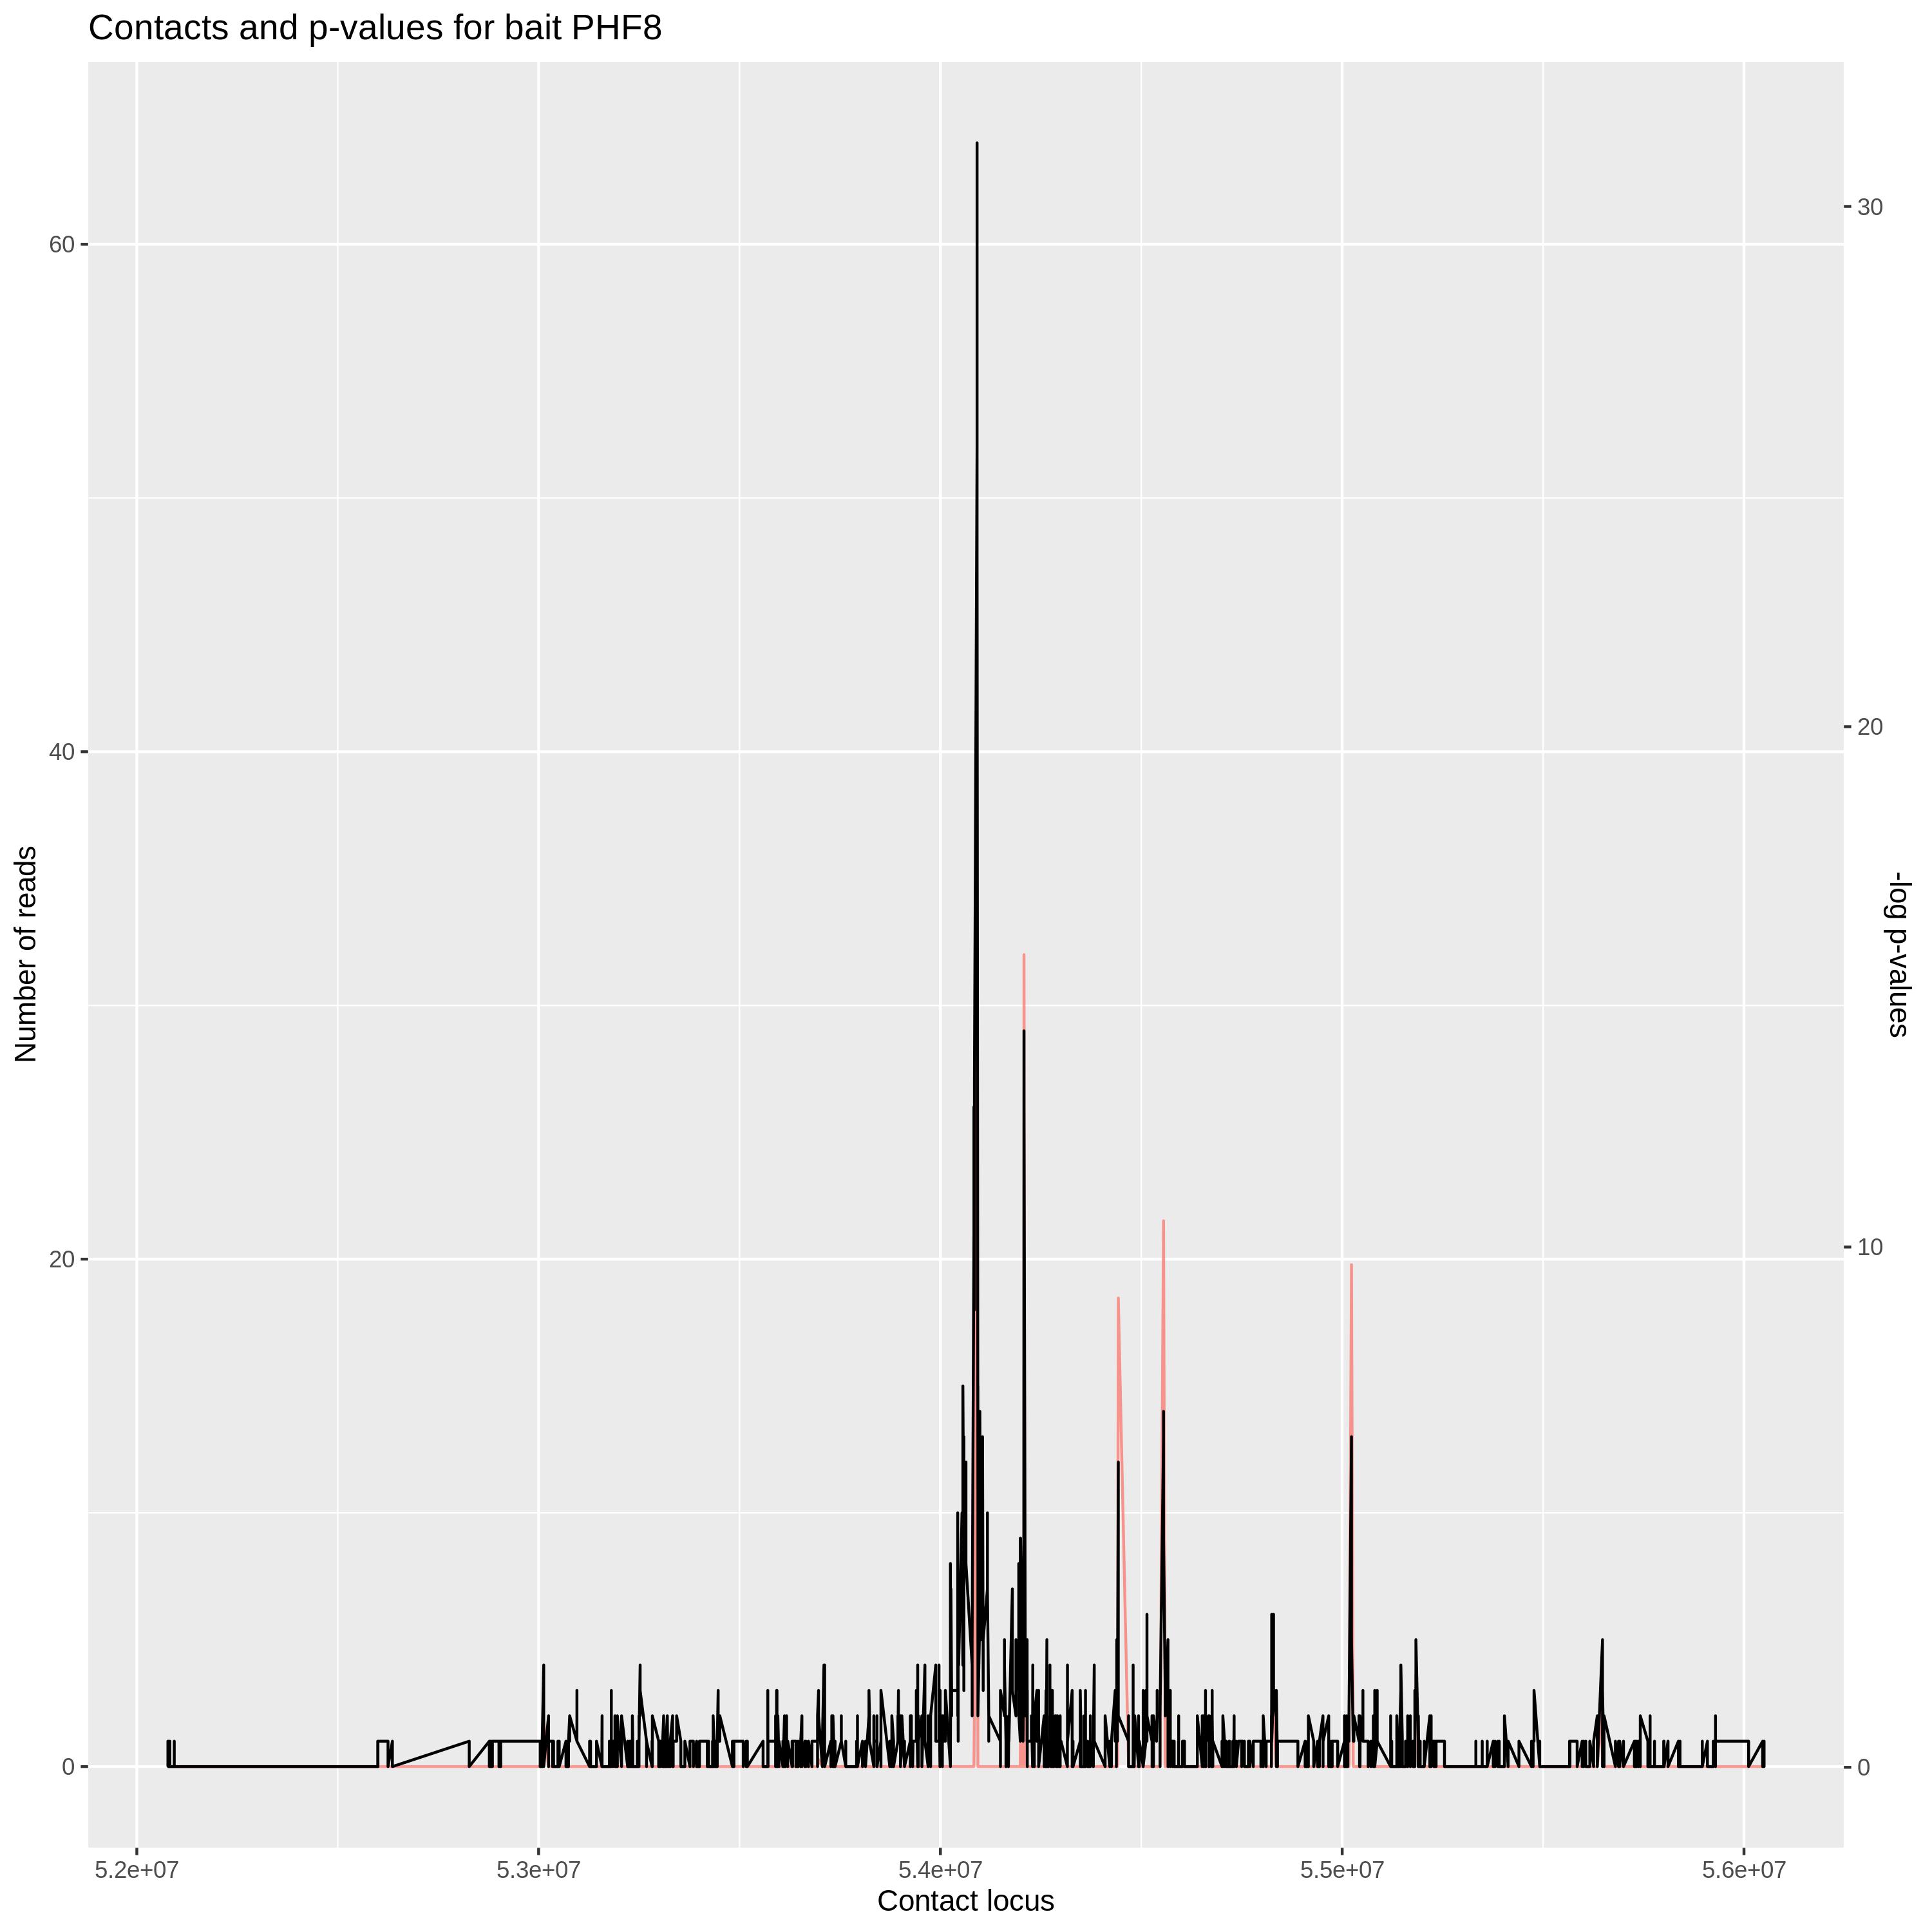 Contacts and p-values for bait PHF8
60
40
20
0
30
20
10
0
Number of reads
-log p-values
5.2e+07 5.3e+07 5.4e+07 5.5e+07 5.6e+07
Contact locus